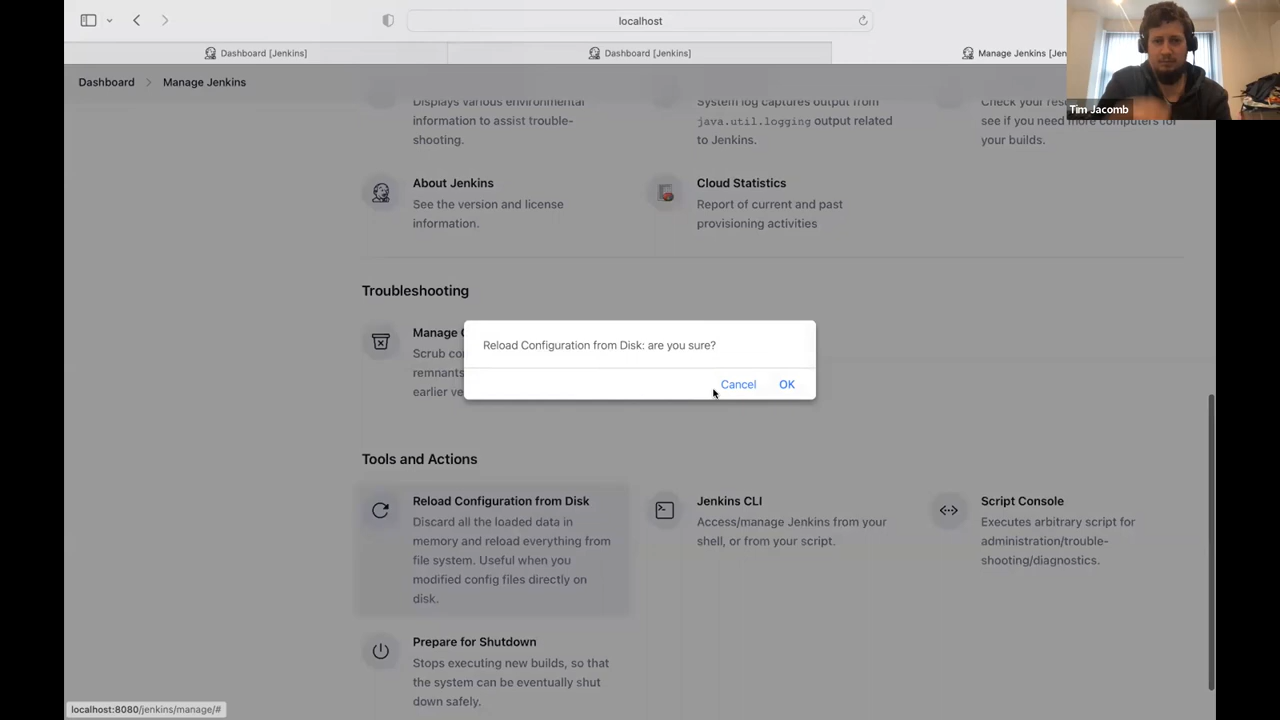 localhost
Dashboard [Jenkins]
Dashboard [Jenkins]
Manage Jenkins [Jen
Tim Jacomb
Dashboard
Manage Jenkins
Displays various environmental
information to assist trouble-
shooting.
System log captures output from
java.util.logging output related
to Jenkins.
Check your res
see if you need more computers for
your builds.
About Jenkins
See the version and license
information.
Cloud Statistics
Report of current and past
provisioning activities
Troubleshooting
Manage
Scrub co
remnants
earlier ve
Reload Configuration from Disk: are you sure?
Cancel
OK
Tools and Actions
Reload Configuration from Disk
Discard all the loaded data in
memory and reload everything from
file system. Useful when you
modified config files directly on
disk.
Jenkins CLI
Access/manage Jenkins from your
shell, or from your script.
Script Console
Executes arbitrary script for
administration/trouble-
shooting/diagnostics.
Prepare for Shutdown
Stops executing new builds, so that
the system can be eventually shut
down safely.
localhost:8080/jenkins/manage/#